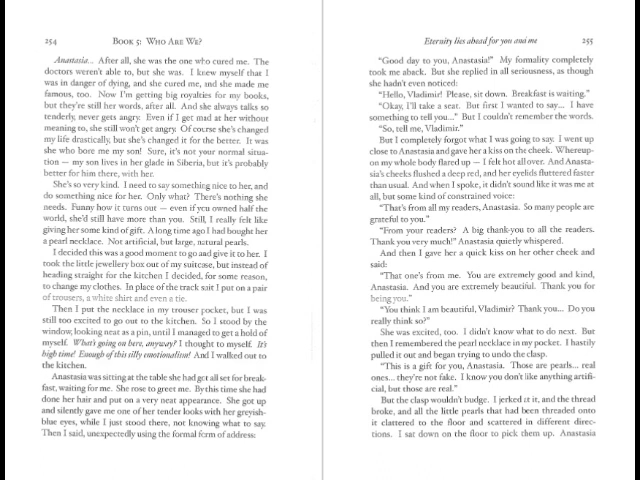 254 BOOK 5: WHO ARE WE?
Anastasia... After all, she was the one who cured me. The
doctors weren't able to, but she was. I knew myself that I
was in danger of dying, and she cured me, and she made me
famous, too. Now I'm getting big royalties for my books,
but they're still her words, after all. And she always talks so
tenderly, never gets angry. Even if I get mad at her without
meaning to, she still won't get angry. Of course she's changed
my life drastically, but she's changed it for the better. It was
she who bore me my son! Sure, it's not your normal situa-
tion — my son lives in her glade in Siberia, but it's probably
better for him there, with her.
She's so very kind. I need to say something nice to her, and
do something nice for her. Only what? There's nothing she
needs. Funny how it turns out — even if you owned half the
world, she'd still have more than you. Still, I really felt like
giving her some kind of gift. A long time ago I had bought her
a pearl necklace. Not artificial, but large, natural pearls.
I decided this was a good moment to go and give it to her. I
took the little jewellery box out of my suitcase, but instead of
heading straight for the kitchen I decided, for some reason,
to change my clothes. In place of the track suit I put on a pair
of trousers, a white shirt and even a tie.
Then I put the necklace in my trouser pocket, but I was
still too excited to go out to the kitchen. So I stood by the
window, looking neat as a pin, until I managed to get a hold of
myself. What's going on here, anyway? I thought to myself. It's
high time! Enough of this silly emotionalism! And I walked out to
the kitchen.
Anastasia was sitting at the table she had got all set for break-
fast, waiting for me. She rose to greet me. By this time she had
done her hair and put on a very neat appearance. She got up
and silently gave me one of her tender looks with her greyish-
blue eyes, while I just stood there, not knowing what to say.
Then I said, unexpectedly using the formal form of address:
Eternity lies ahead for you and me 255
"Good day to you, Anastasia!" My formality completely
took me aback. But she replied in all seriousness, as though
she hadn't even noticed:
"Hello, Vladimir! Please, sit down. Breakfast is waiting."
"Okay, I'll take a seat. But first I wanted to say... I have
something to tell you..." But I couldn't remember the words.
"So, tell me, Vladimir."
But I completely forgot what I was going to say. I went up
close to Anastasia and gave her a kiss on the cheek. Whereup-
on my whole body flared up — I felt hot all over. And Anasta-
sia's cheeks flushed a deep red, and her eyelids fluttered faster
than usual. And when I spoke, it didn't sound like it was me at
all, but some kind of constrained voice:
"That's from all my readers, Anastasia. So many people are
grateful to you."
"From your readers? A big thank-you to all the readers.
Thank you very much!" Anastasia quietly whispered.
And then I gave her a quick kiss on her other cheek and
said:
"That one's from me. You are extremely good and kind,
Anastasia. And you are extremely beautiful. Thank you for
being you."
"You think I am beautiful, Vladimir? Thank you... Do you
really think so?"
She was excited, too. I didn't know what to do next. But
then I remembered the pearl necklace in my pocket. I hastily
pulled it out and began trying to undo the clasp.
"This is a gift for you, Anastasia. Those are pearls... real
ones... they're not fake. I know you don't like anything artifi-
cial, but those are real."
But the clasp wouldn't budge. I jerked it it, and the thread
broke, and all the little pearls that had been threaded onto
it clattered to the floor and scattered in different direc-
tions. I sat down on the floor to pick them up. Anastasia